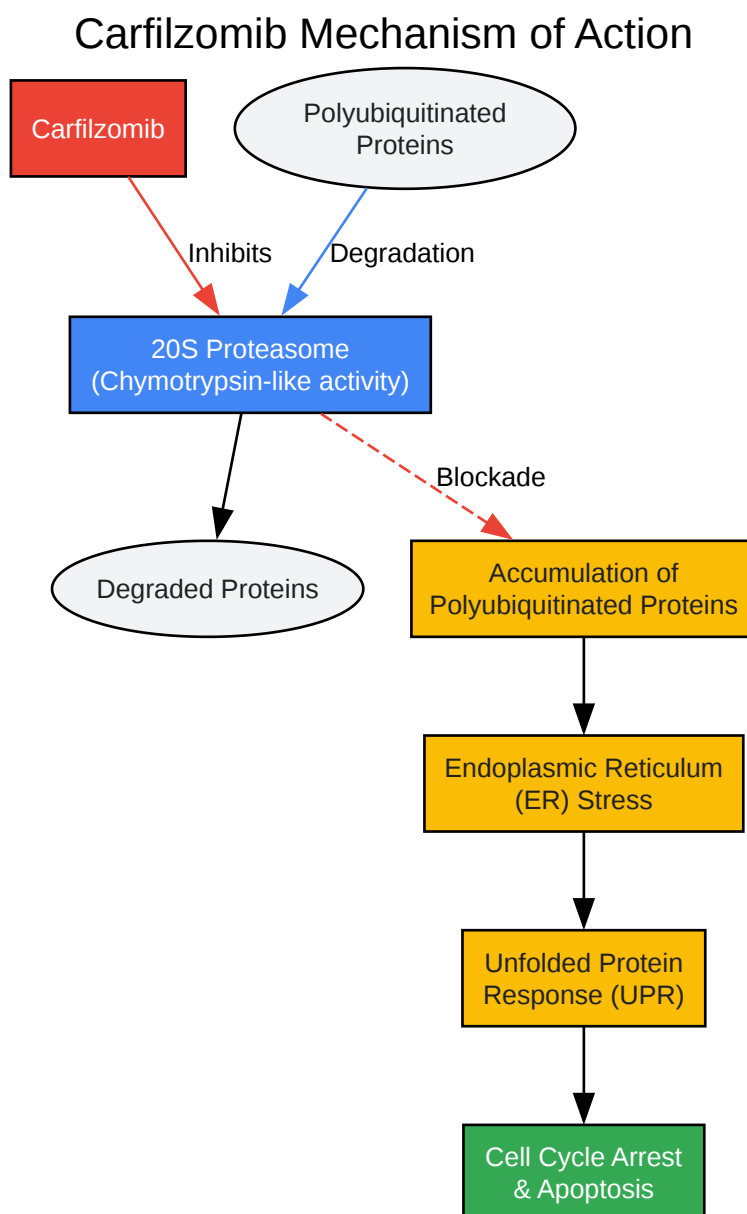 Carfilzomib Mechanism of Action
Carfilzomib
Polyubiquitinated
Proteins
Inhibits
Degradation
20S Proteasome
(Chymotrypsin-like activity)
Blockade
Degraded Proteins
Accumulation of
Polyubiquitinated Proteins
Endoplasmic Reticulum
(ER) Stress
Unfolded Protein
Response (UPR)
Cell Cycle Arrest
& Apoptosis